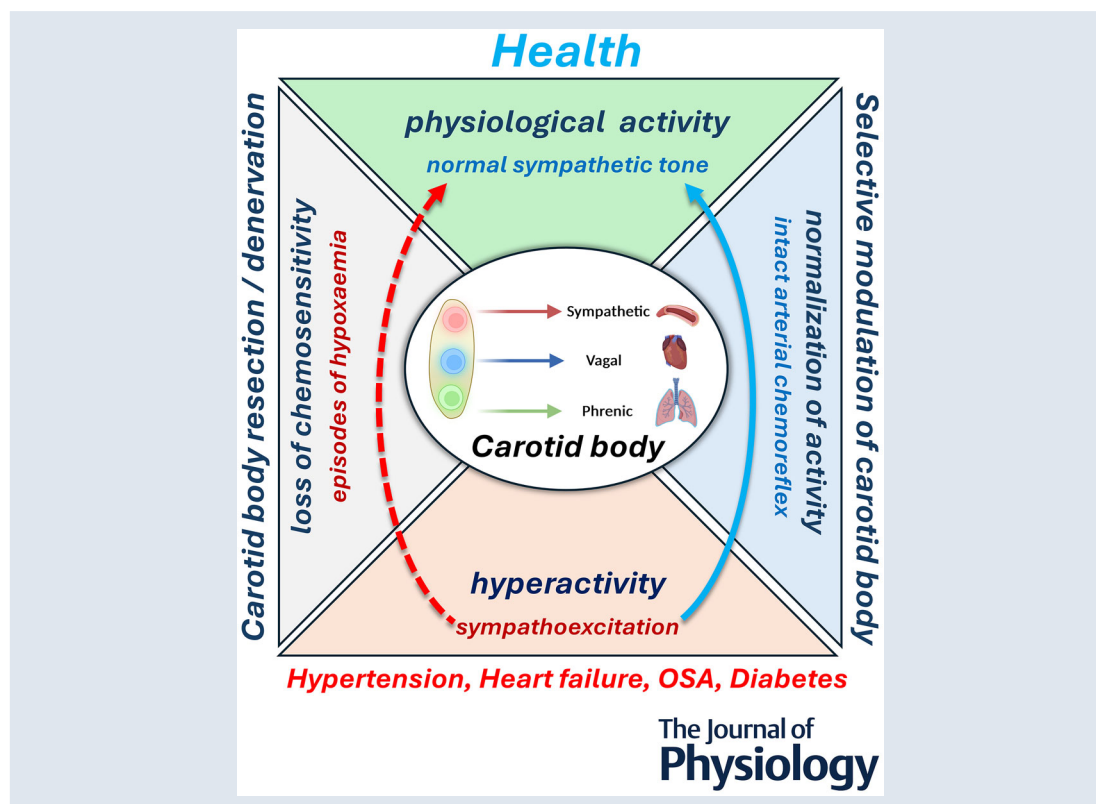 Health
physiological activity
normal sympathetic tone
Carotid body resection / denervation
loss of chemosensitivity
episodes of hypoxaemia
Sympathetic
Vagal
Phrenic
Carotid body
normalization of activity
intact arterial chemoreflex
Selective modulation of carotid body
hyperactivity
sympathoexcitation
Hypertension, Heart failure, OSA, Diabetes
The Journal of
Physiology